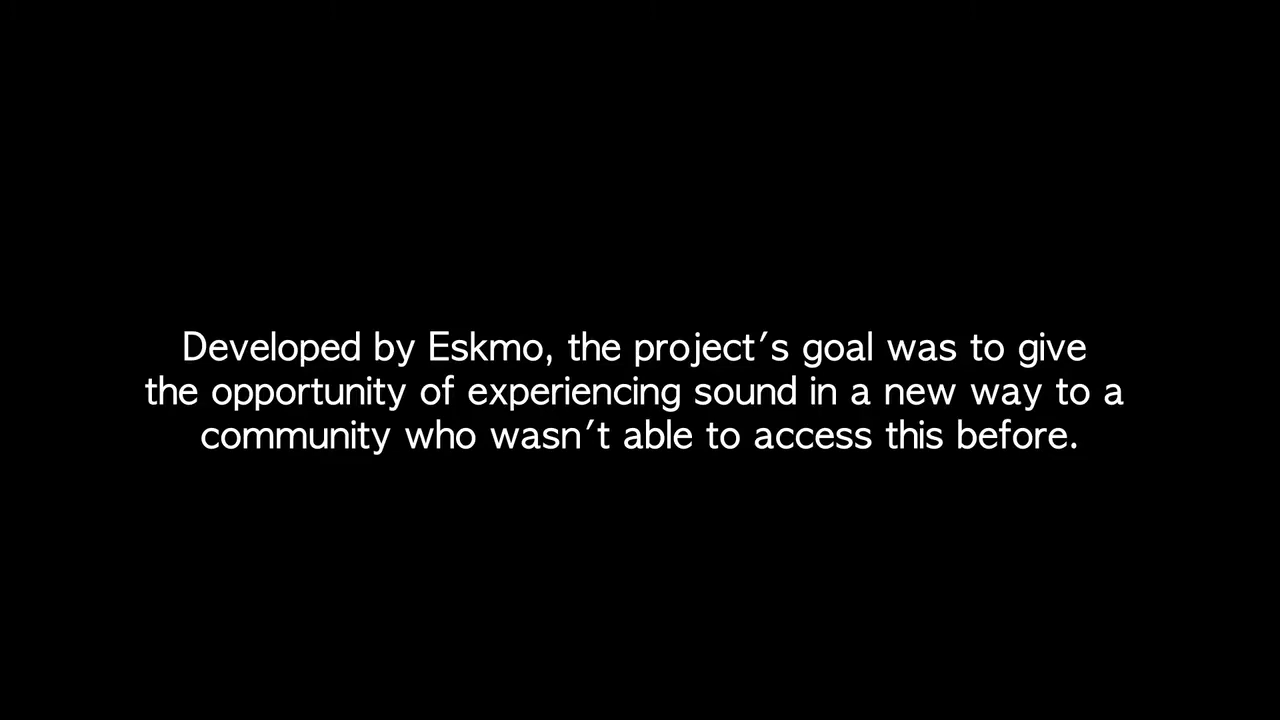 Developed by Eskmo, the project's goal was to give
the opportunity of experiencing sound in a new way to a
community who wasn't able to access this before.